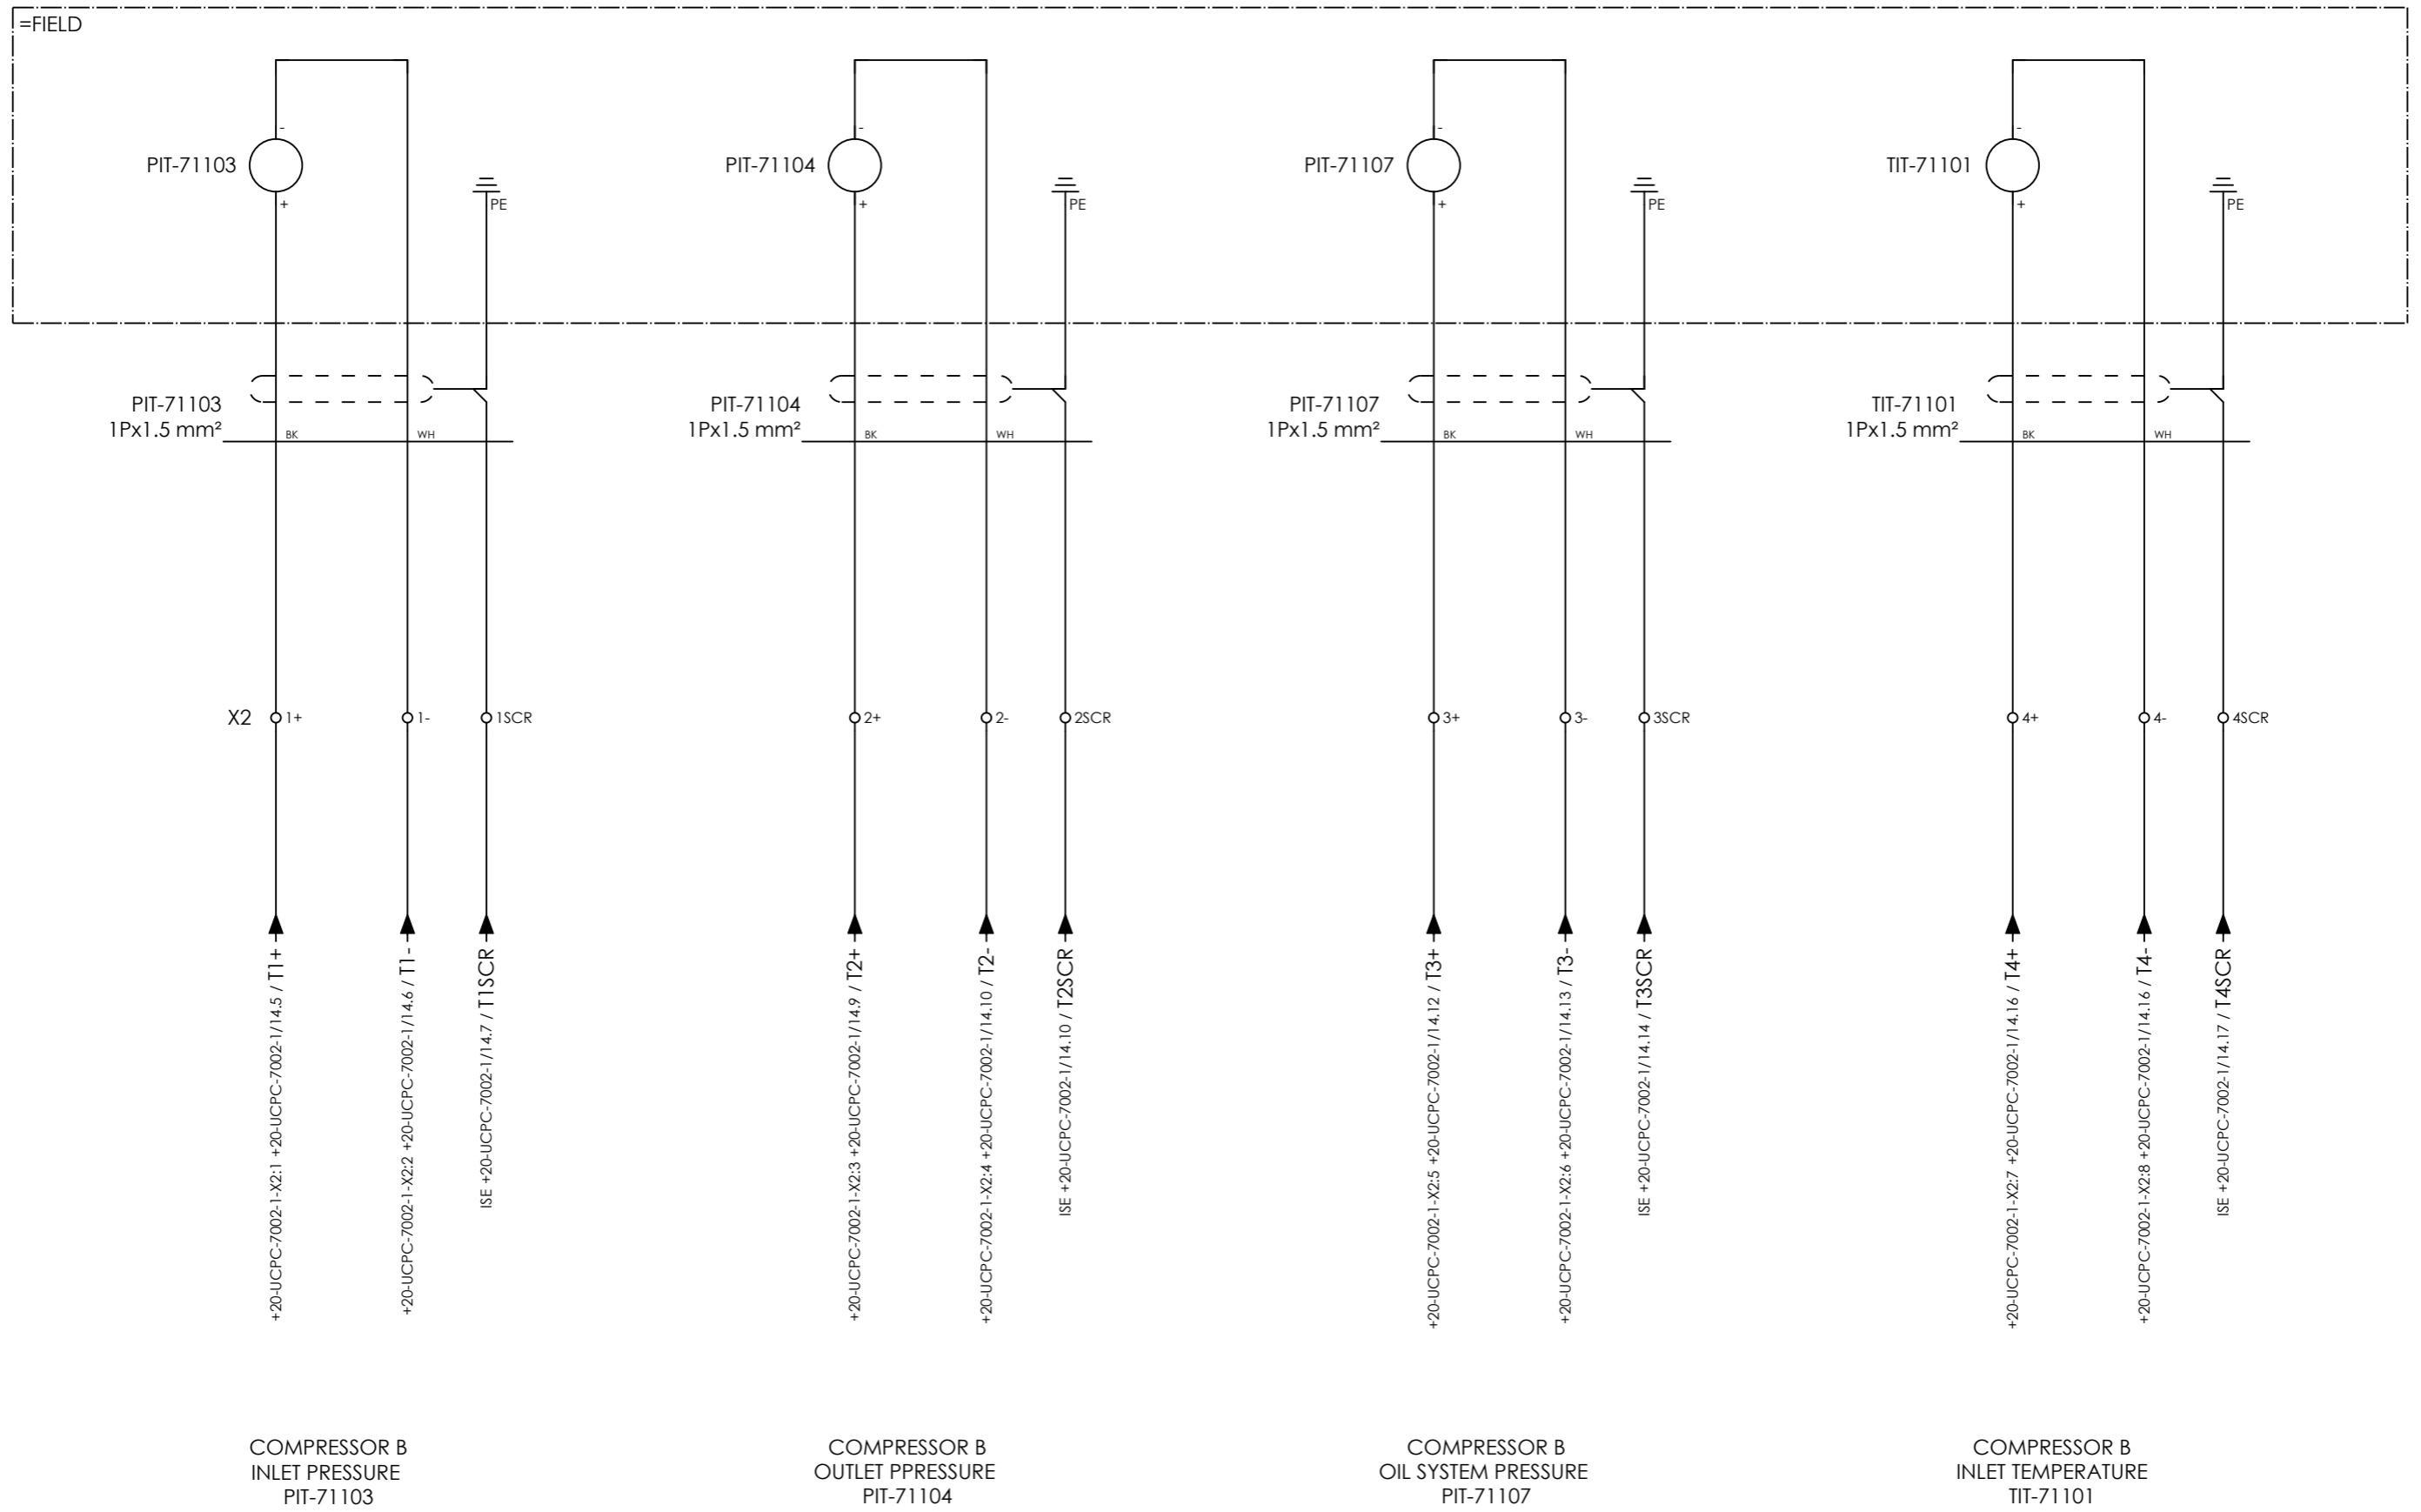 =FIELD
-
-
-
-
PIT-71103
PIT-71104
PIT-71107
TIT-71101
+
PE
+
PE
+
PE
+
PE
PIT-71103
1Px1.5 mm²
BK
WH
PIT-71104
1Px1.5 mm²
BK
WH
PIT-71107
1Px1.5 mm²
BK
WH
TIT-71101
1Px1.5 mm²
BK
WH
X2
1+
1-
1SCR
2+
2-
2SCR
3+
3-
3SCR
4+
4-
4SCR
+20-UCPC-7002-1-X2:1 +20-UCPC-7002-1/14.5 / T1+
+20-UCPC-7002-1-X2:2 +20-UCPC-7002-1/14.6 / T1-
ISE +20-UCPC-7002-1/14.7 / T1SCR
+20-UCPC-7002-1-X2:3 +20-UCPC-7002-1/14.9 / T2+
+20-UCPC-7002-1-X2:4 +20-UCPC-7002-1/14.10 / T2-
ISE +20-UCPC-7002-1/14.10 / T2SCR
+20-UCPC-7002-1-X2:5 +20-UCPC-7002-1/14.12 / T3+
+20-UCPC-7002-1-X2:6 +20-UCPC-7002-1/14.13 / T3-
ISE +20-UCPC-7002-1/14.14 / T3SCR
+20-UCPC-7002-1-X2:7 +20-UCPC-7002-1/14.16 / T4+
+20-UCPC-7002-1-X2:8 +20-UCPC-7002-1/14.16 / T4-
ISE +20-UCPC-7002-1/14.17 / T4SCR
COMPRESSOR B
INLET PRESSURE
PIT-71103
COMPRESSOR B
OUTLET PPRESSURE
PIT-71104
COMPRESSOR B
OIL SYSTEM PRESSURE
PIT-71107
COMPRESSOR B
INLET TEMPERATURE
TIT-71101